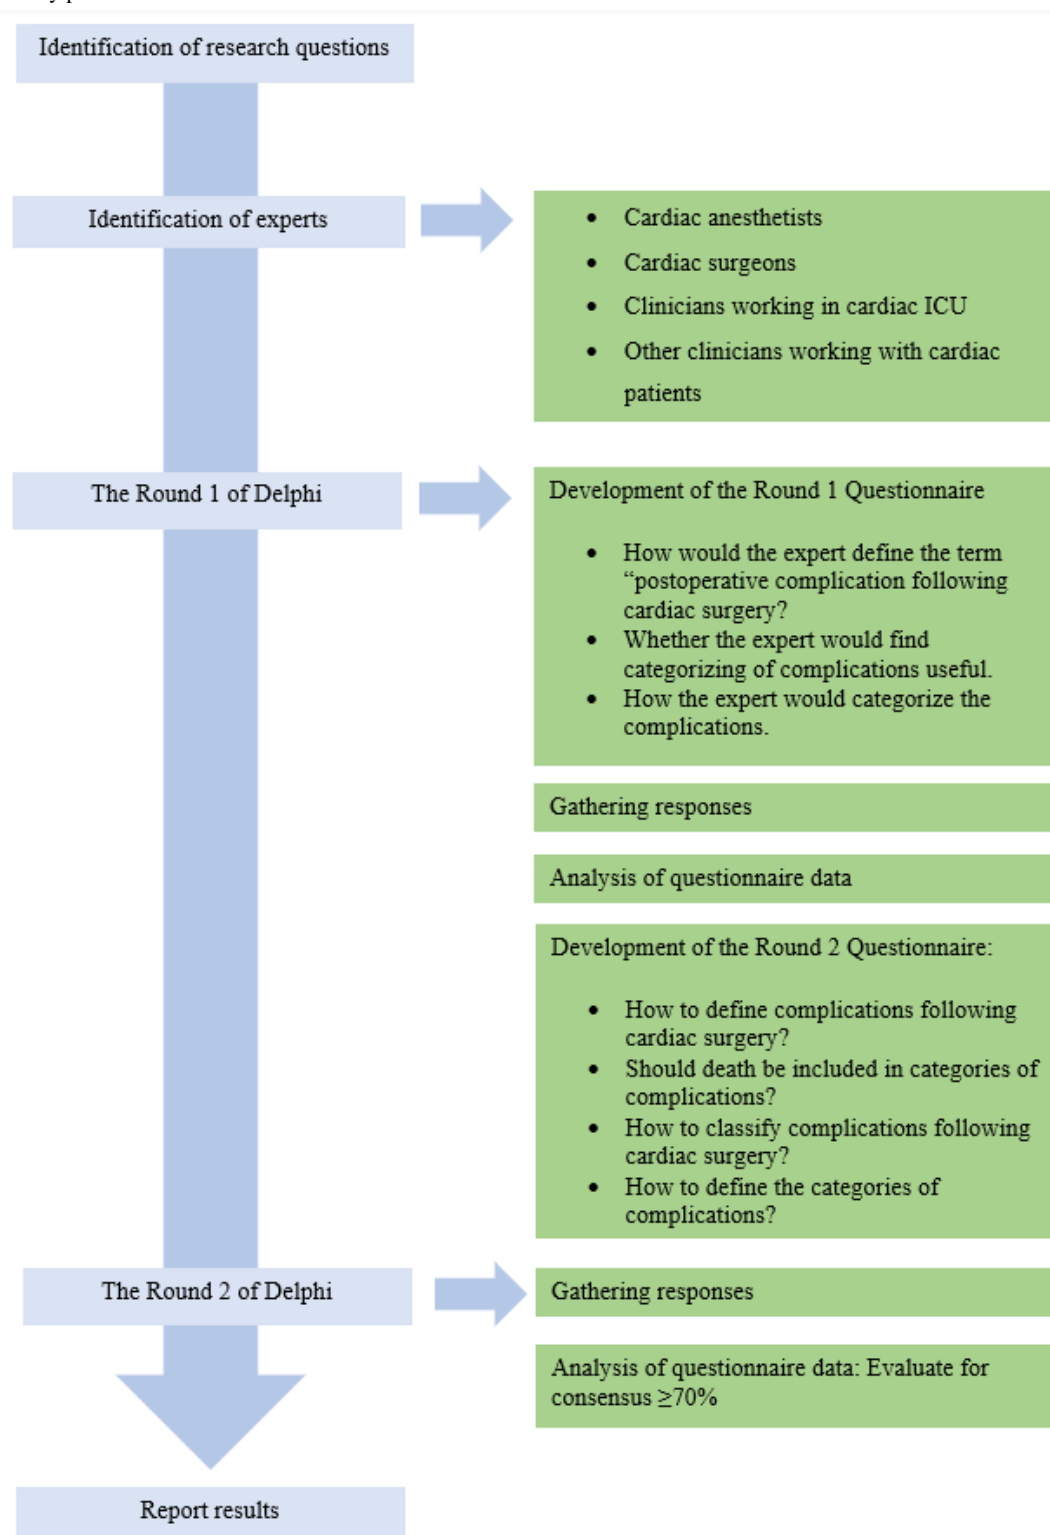 Identification of research questions
Identification of experts
• Cardiac anesthetists
• Cardiac surgeons
• Clinicians working in cardiac ICU
• Other clinicians working with cardiac
patients
The Round 1 of Delphi
Development of the Round 1 Questionnaire
• How would the expert define the term
“postoperative complication following
cardiac surgery?
• Whether the expert would find
categorizing of complications useful.
• How the expert would categorize the
complications.
Gathering responses
Analysis of questionnaire data
Development of the Round 2 Questionnaire:
• How to define complications following
cardiac surgery?
• Should death be included in categories of
complications?
• How to classify complications following
cardiac surgery?
• How to define the categories of
complications?
The Round 2 of Delphi
Gathering responses
Analysis of questionnaire data: Evaluate for
consensus ≥70%
Report results